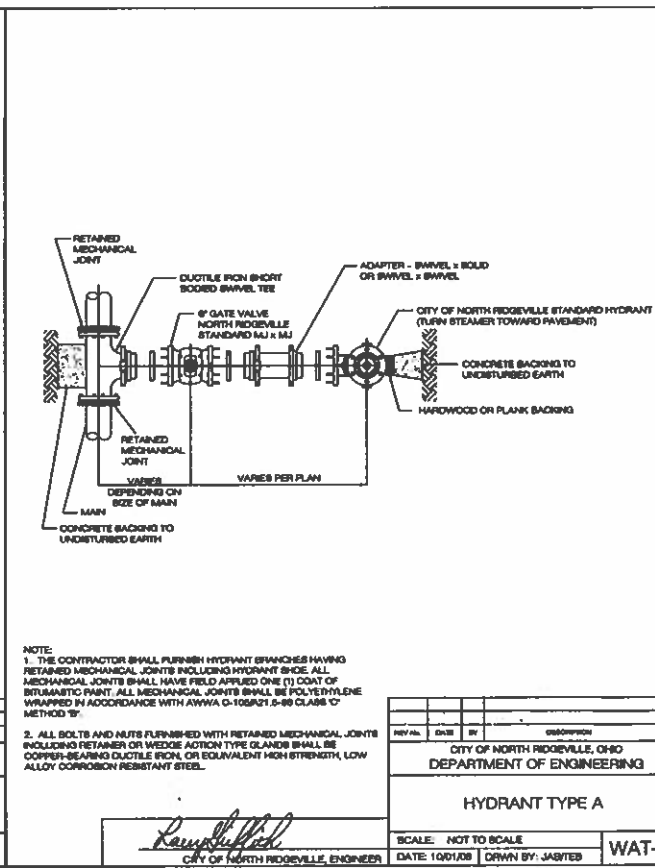 RETAINED
MECHANICAL
JOINT
DUCTILE IRON SHORT
BODIED SWIVEL TEE
ADAPTER - SWIVEL x SOLID
OR SWIVEL x SWIVEL
6" GATE VALVE
NORTH RIDGEVILLE
STANDARD MJ x MJ
CITY OF NORTH RIDGEVILLE STANDARD HYDRANT
(TURN STEAMER TOWARD PAVEMENT)
CONCRETE BACKING TO
UNDISTURBED EARTH
HARDWOOD OR PLANK BACKING
RETAINED
MECHANICAL
JOINT
VARIES
DEPENDING ON
SIZE OF MAIN
VARIES PER PLAN
MAIN
CONCRETE BACKING TO
UNDISTURBED EARTH
NOTE:
1. THE CONTRACTOR SHALL FURNISH HYDRANT BRANCHES HAVING
RETAINED MECHANICAL JOINTS INCLUDING HYDRANT SHOE. ALL
MECHANICAL JOINTS SHALL HAVE FIELD APPLIED ONE (1) COAT OF
BITUMASTIC PAINT. ALL MECHANICAL JOINTS SHALL BE POLYETHYLENE
WRAPPED IN ACCORDANCE WITH AWWA CLASS "C"
METHOD "B".
2. ALL BOLTS AND NUTS FURNISHED WITH RETAINED MECHANICAL JOINTS
INCLUDING RETAINER OR WEDGE ACTION TYPE GLANDS SHALL BE
COPPER-BEARING DUCTILE IRON, OR EQUIVALENT HIGH STRENGTH, LOW
ALLOY CORROSION RESISTANT STEEL.
REV No. DATE BY DESCRIPTION
CITY OF NORTH RIDGEVILLE, OHIO
DEPARTMENT OF ENGINEERING
HYDRANT TYPE A
CITY OF NORTH RIDGEVILLE, ENGINEER
SCALE: NOT TO SCALE
DATE: 10/01/08 DRWN BY: JAB/TEB
WAT-